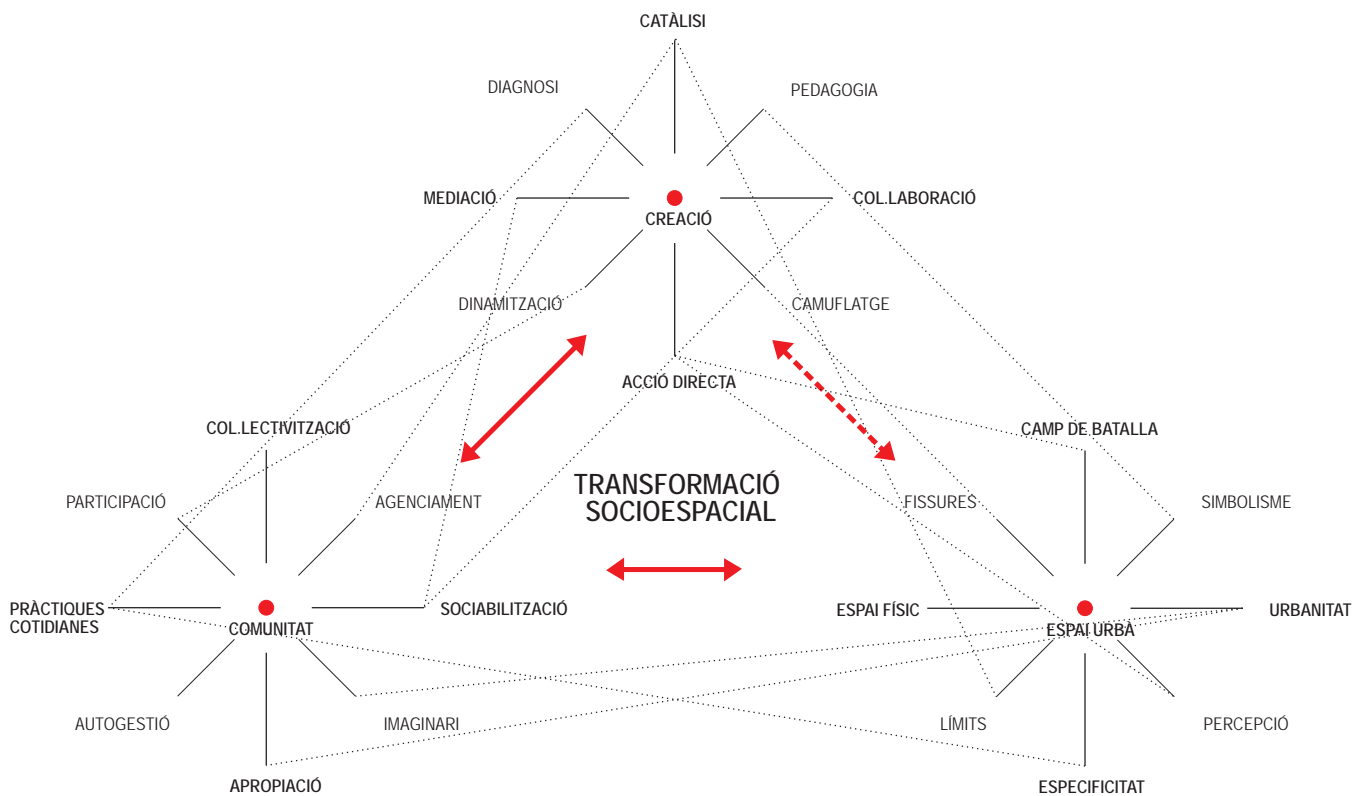 CATÀLISI
DIAGNOSI
PEDAGOGIA
MEDIACIÓ
COL.LABORACIÓ
CREACIÓ
DINAMITZACIÓ
CAMUFLATGE
ACCIÓ DIRECTA
COL.LECTIVITZACIÓ
CAMP DE BATALLA
PARTICIPACIÓ
AGENCIAMENT
TRANSFORMACIÓ
SOCIOESPACIAL
FISSURES
SIMBOLISME
PRÀCTIQUES
COTIDIANES
COMUNITAT
SOCIABILITZACIÓ
ESPAI FÍSIC
ESPAI URBÀ
URBANITAT
AUTOGESTIÓ
IMAGINARI
LÍMITS
PERCEPCIÓ
APROPIACIÓ
ESPECIFICITAT